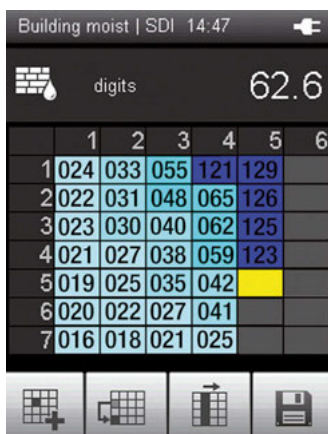 Building moist | SDI 14:47
digits 62.6
1 2 3 4 5 6
1 024 033 055 121 129
2 022 031 048 065 126
3 023 030 040 062 125
4 021 027 038 059 123
5 019 025 035 042
6 020 022 027 041
7 016 018 021 025